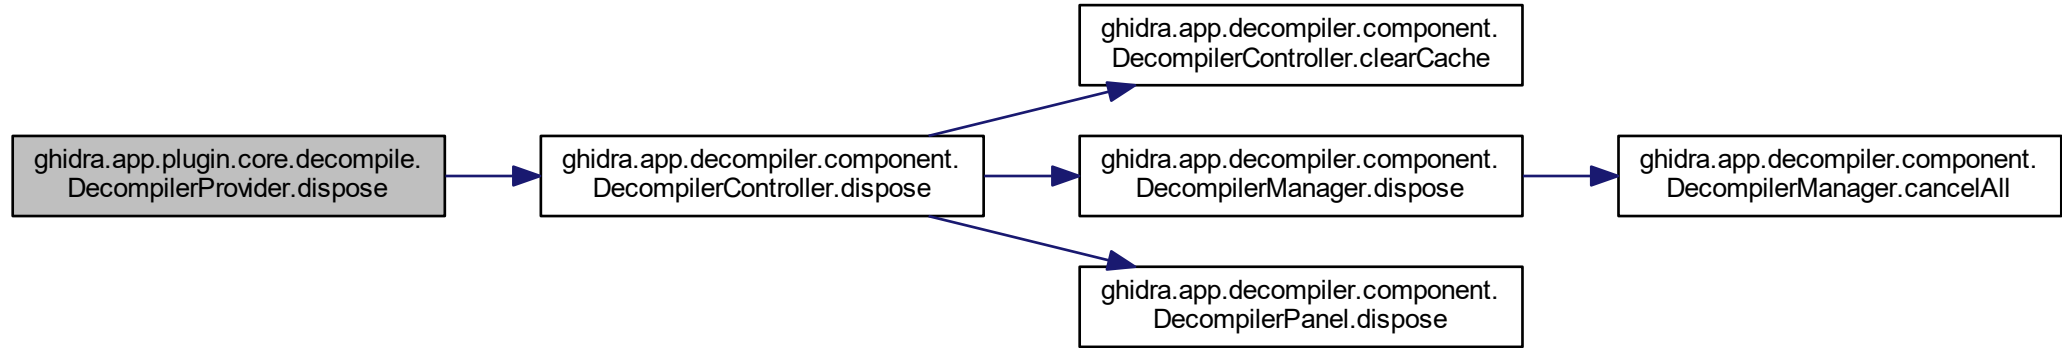 ghidra.app.plugin.core.decompile.
DecompilerProvider.dispose
ghidra.app.decompiler.component.
DecompilerController.dispose
ghidra.app.decompiler.component.
DecompilerController.clearCache
ghidra.app.decompiler.component.
DecompilerManager.dispose
ghidra.app.decompiler.component.
DecompilerPanel.dispose
ghidra.app.decompiler.component.
DecompilerManager.cancelAll